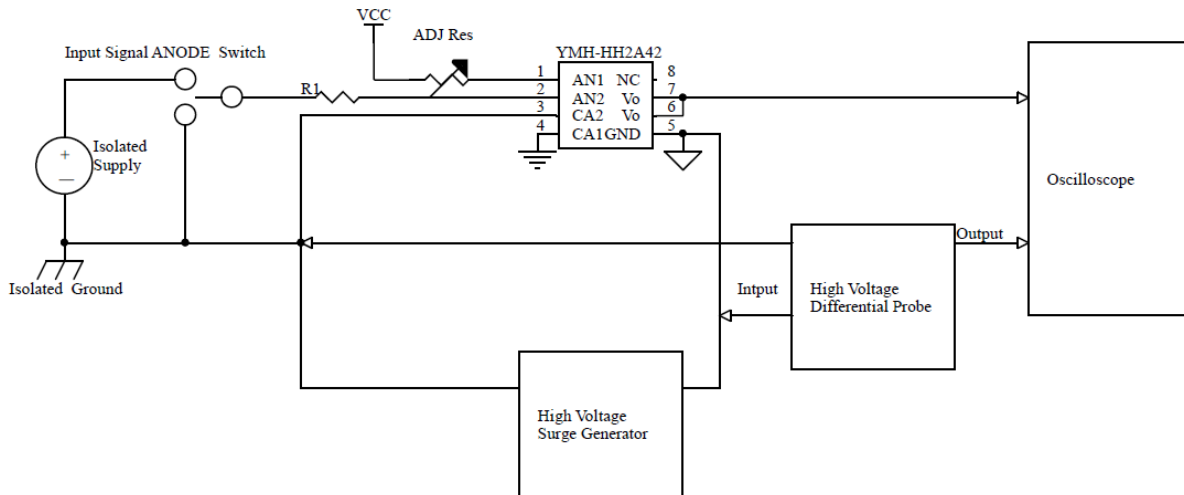 VCC
ADJ Res
YMH-HH2A42
Input Signal ANODE Switch
1 AN1 NC 8
R1 2 AN2 Vo 7
3 CA2 Vo 6
4 CA1 GND 5
+
—
Isolated
Supply
Oscilloscope
Output
Isolated Ground
Intput
High Voltage
Differential Probe
High Voltage
Surge Generator